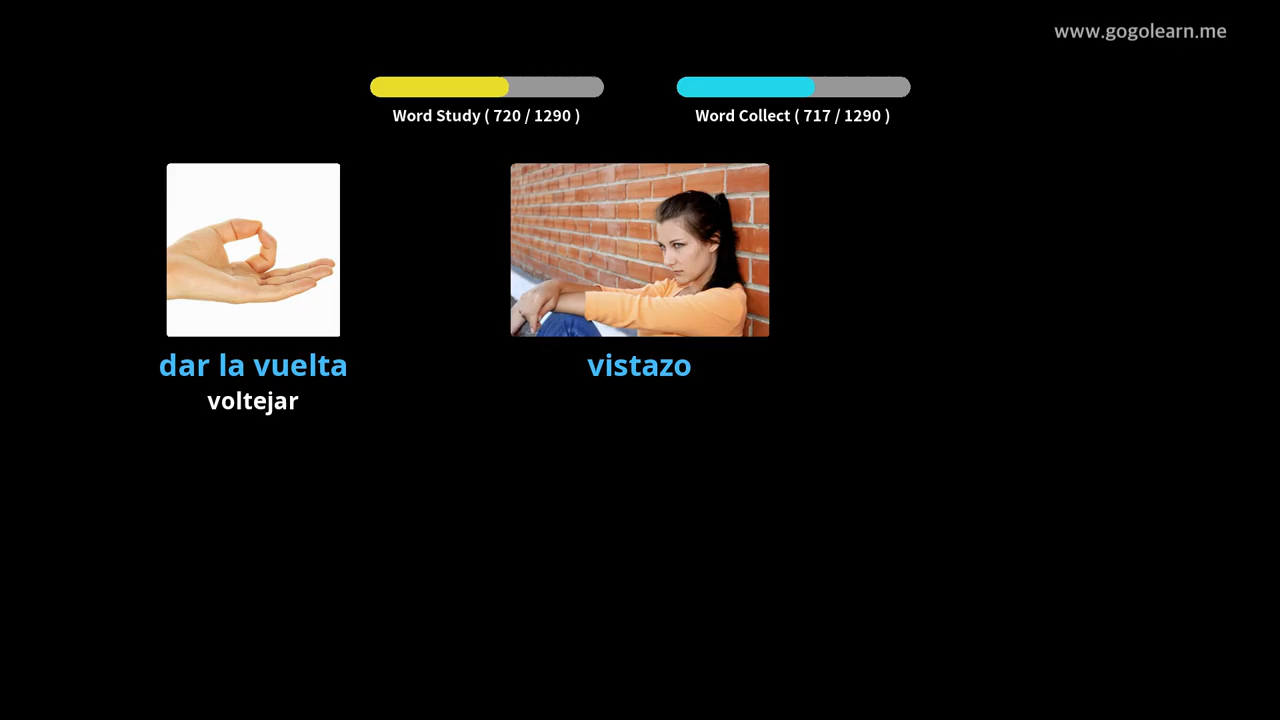 www.gogolearn.me
Word Study ( 720 / 1290 )
Word Collect ( 717 / 1290 )
dar la vuelta
voltejar
vistazo